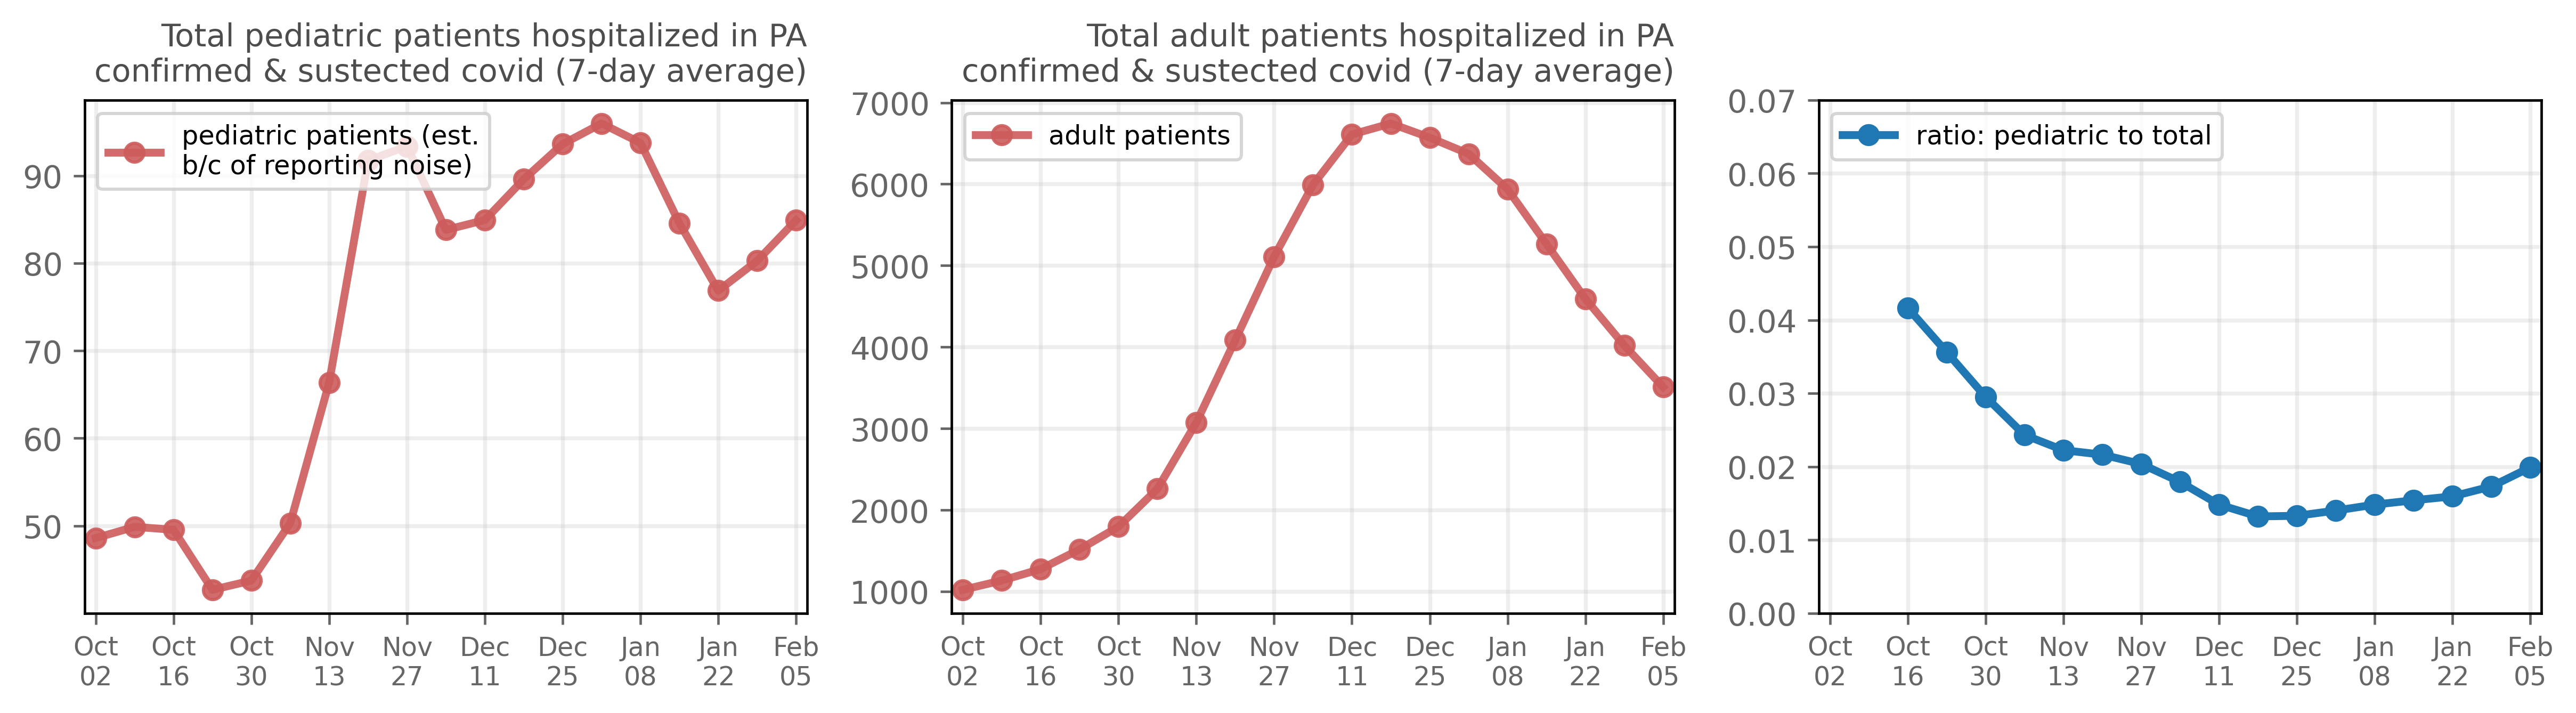 Total pediatric patients hospitalized in PA
confirmed & sustected covid (7-day average)
pediatric patients (est.
b/c of reporting noise)
90
80
70
60
50
Oct Oct Oct Nov Nov Dec Dec Jan Jan Feb
02 16 30 13 27 11 25 08 22 05
Total adult patients hospitalized in PA
confirmed & sustected covid (7-day average)
adult patients
7000
6000
5000
4000
3000
2000
1000
Oct Oct Oct Nov Nov Dec Dec Jan Jan Feb
02 16 30 13 27 11 25 08 22 05
ratio: pediatric to total
0.07
0.06
0.05
0.04
0.03
0.02
0.01
0.00
Oct Oct Oct Nov Nov Dec Dec Jan Jan Feb
02 16 30 13 27 11 25 08 22 05